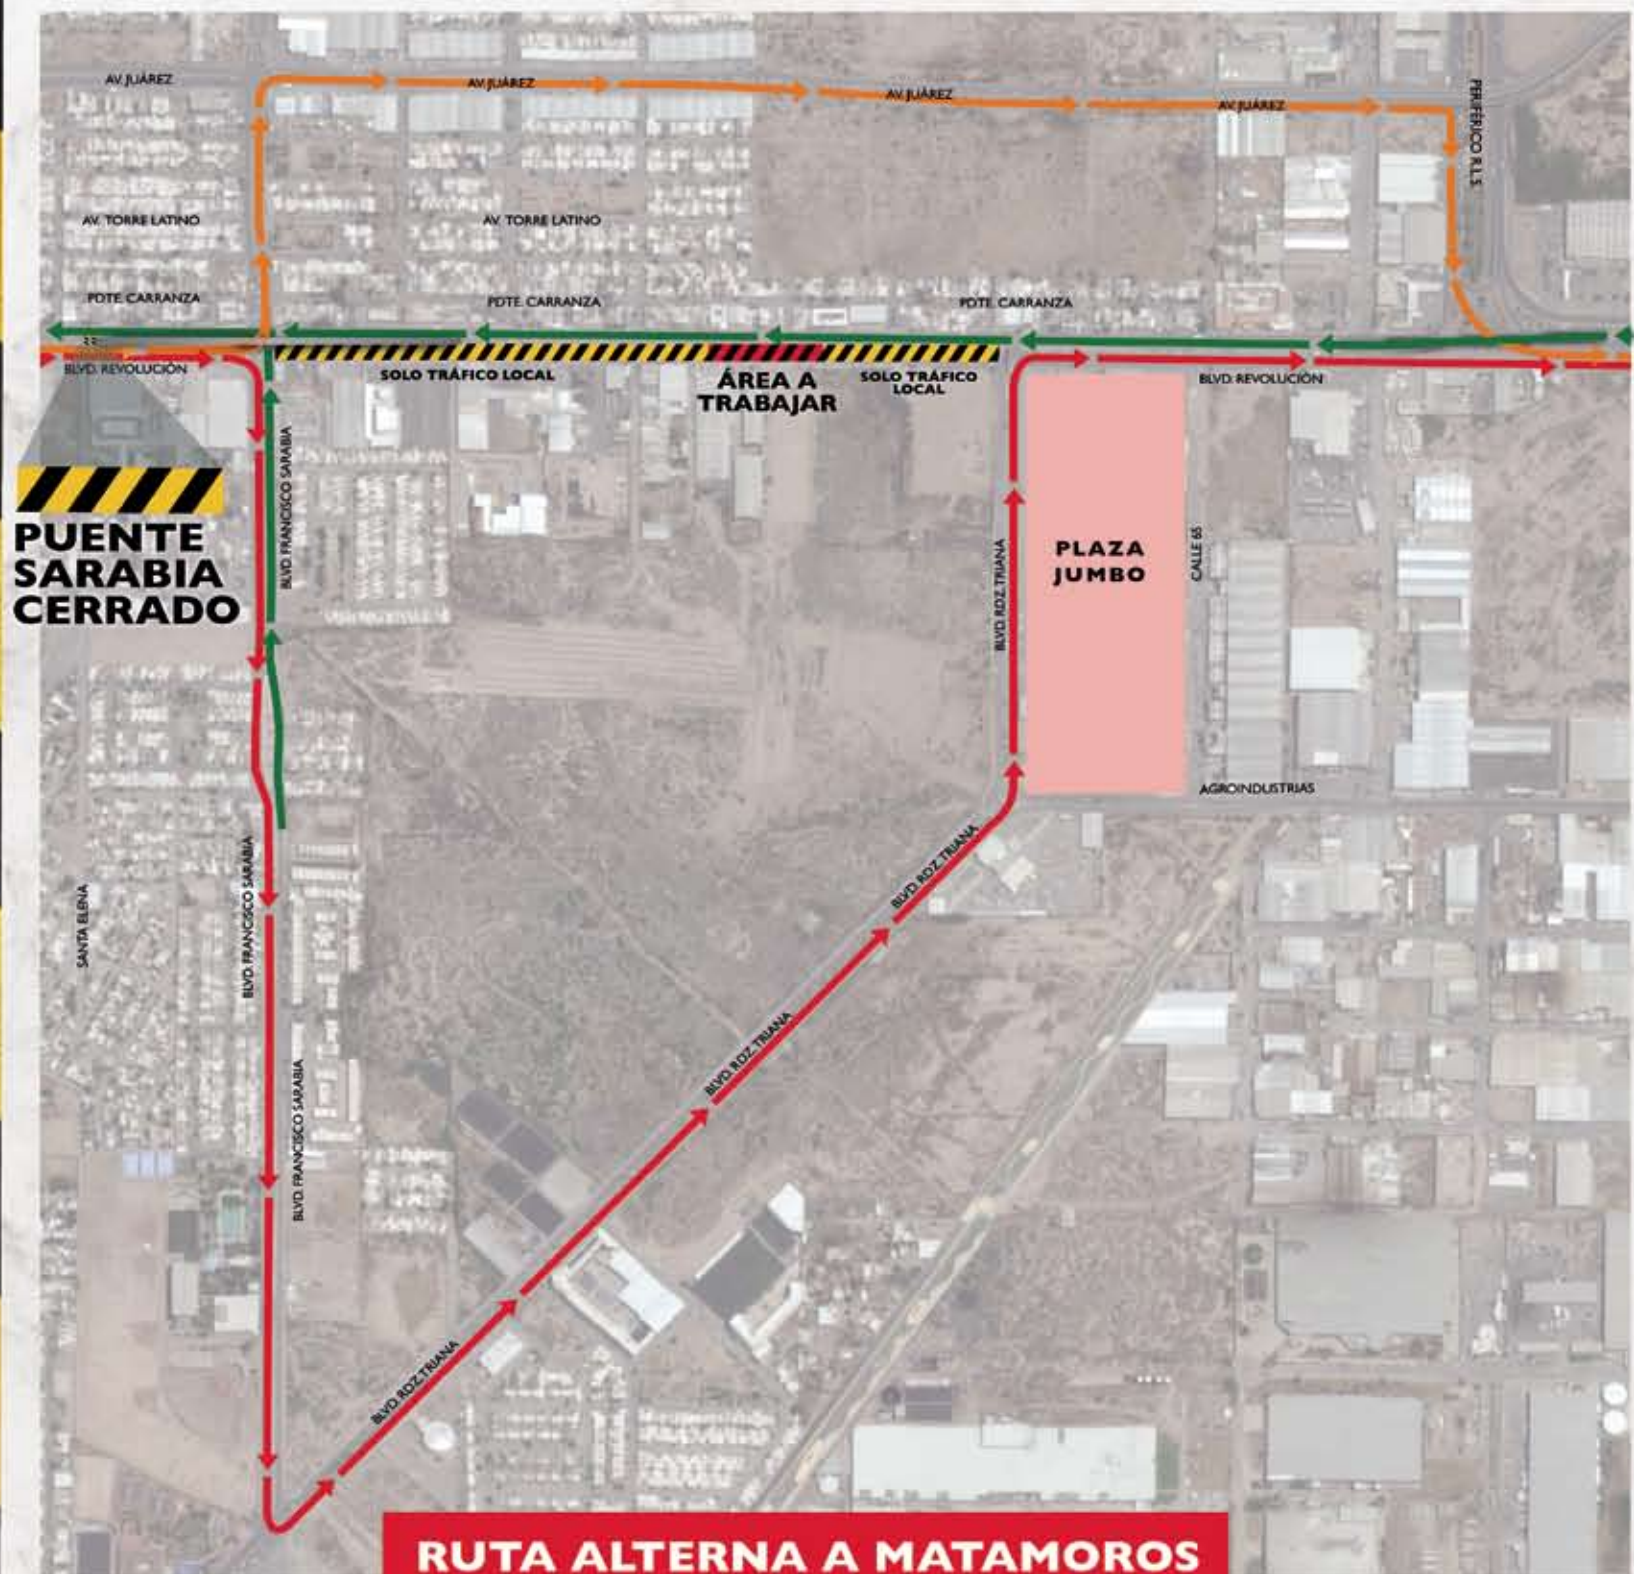 AV. JUÁREZ
AV. JUÁREZ
AV. JUÁREZ
AV. JUÁREZ
PERIFÉRICO R.L.S.
AV. TORRE LATINO
AV. TORRE LATINO
PDTE. CARRANZA
PDTE. CARRANZA
PDTE. CARRANZA
BLVD. REVOLUCIÓN
SOLO TRÁFICO LOCAL
ÁREA A
TRABAJAR
SOLO TRÁFICO
LOCAL
BLVD. REVOLUCIÓN
PUENTE
SARABIA
CERRADO
BLVD. FRANCISCO SARABIA
BLVD. RDZ. TRIANA
PLAZA
JUMBO
CALLE 65
AGROINDUSTRIAS
SANTA ELENA
BLVD. FRANCISCO SARABIA
BLVD. RDZ. TRIANA
BLVD. RDZ. TRIANA
BLVD. FRANCISCO SARABIA
BLVD. RDZ. TRIANA
RUTA ALTERNA A MATAMOROS